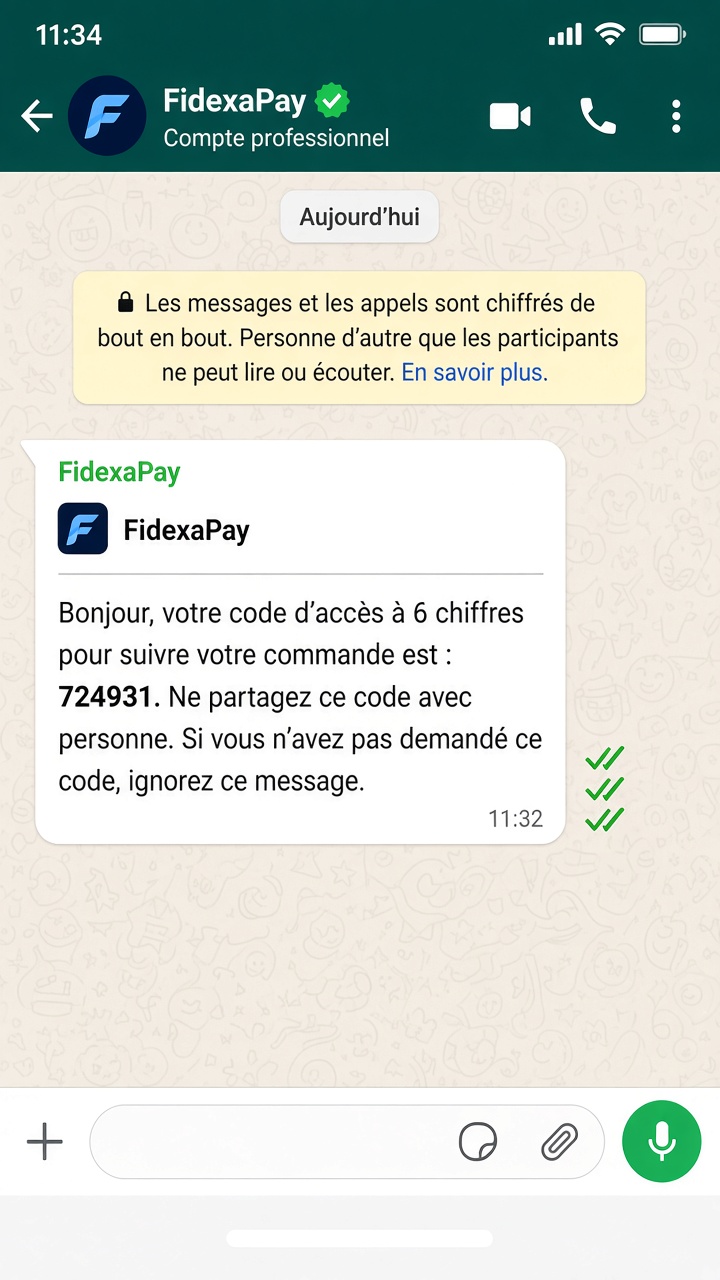 11:34
FidexaPay
Compte professionnel
Aujourd’hui
Les messages et les appels sont chiffrés de
bout en bout. Personne d’autre que les participants
ne peut lire ou écouter. En savoir plus.
FidexaPay
FidexaPay
Bonjour, votre code d’accès à 6 chiffres
pour suivre votre commande est :
724931. Ne partagez ce code avec
personne. Si vous n’avez pas demandé ce
code, ignorez ce message.
11:32